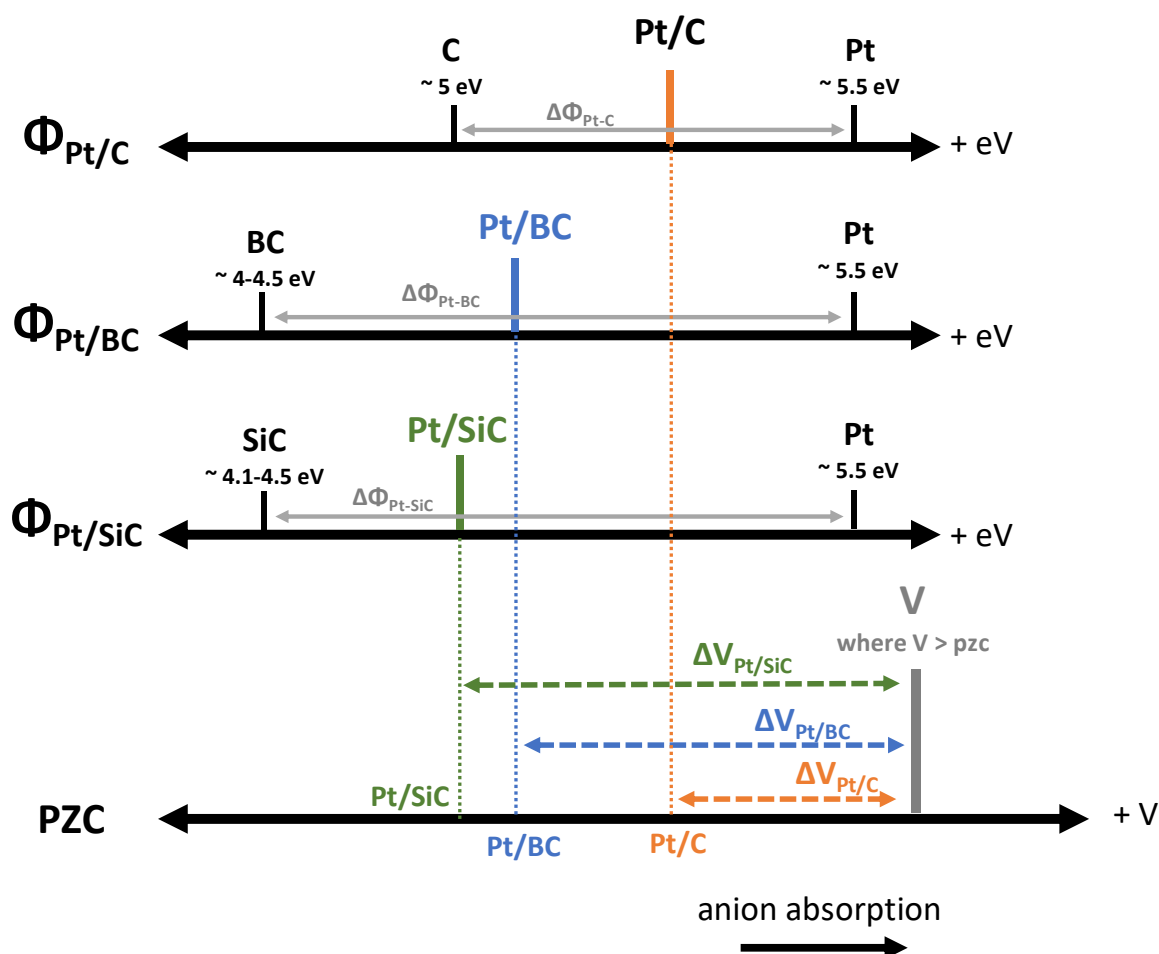 Pt/C
C
Pt
~ 5 eV
~ 5.5 eV
ΔΦPt-C
ΦPt/C
+ eV
Pt/BC
BC
Pt
~ 4-4.5 eV
~ 5.5 eV
ΔΦPt-BC
ΦPt/BC
+ eV
Pt/SiC
SiC
Pt
~ 4.1-4.5 eV
~ 5.5 eV
ΔΦPt-SiC
ΦPt/SiC
+ eV
V
where V > pzc
ΔVPt/SiC
ΔVPt/BC
ΔVPt/C
Pt/SiC
PZC
+ V
Pt/BC
Pt/C
anion absorption